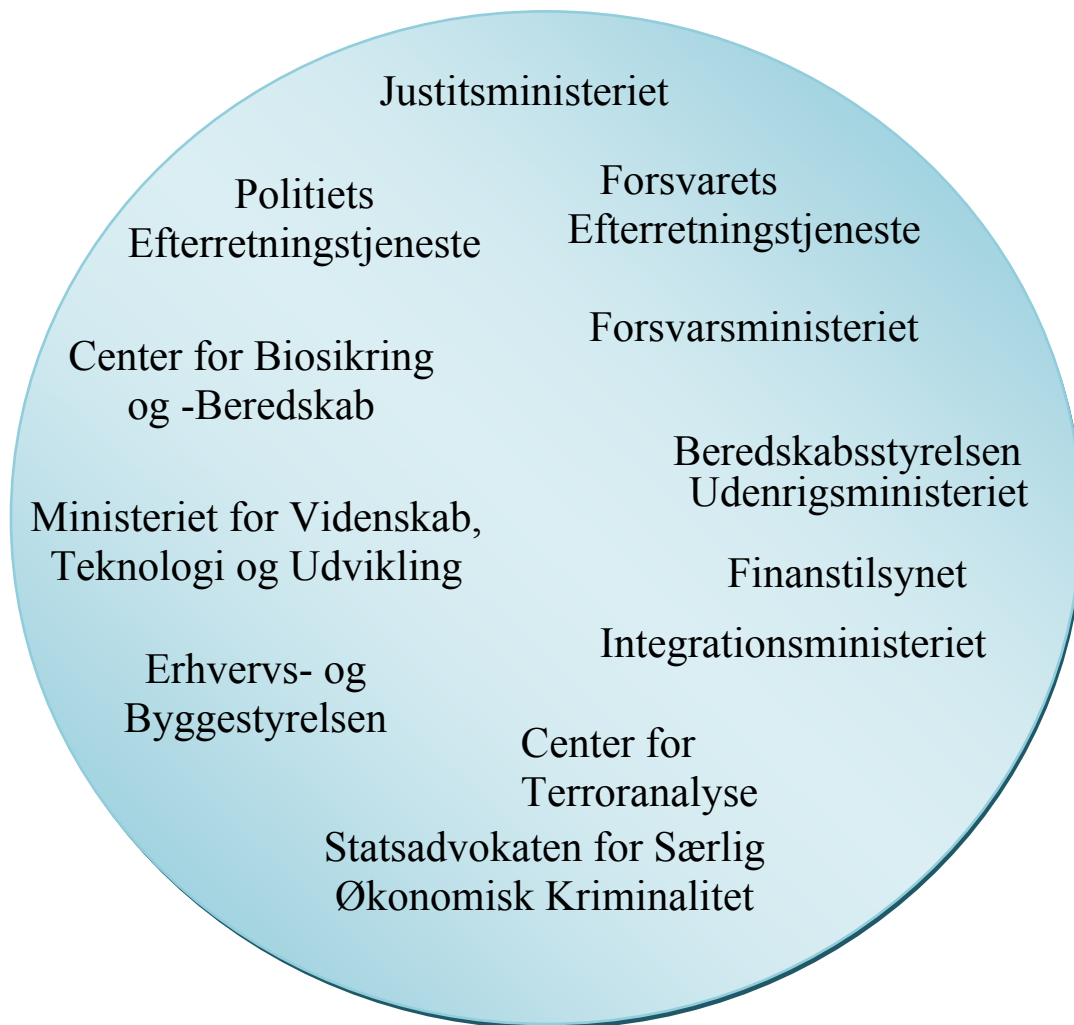 Justitsministeriet
Politiets
Efterretningstjeneste
Forsvarets
Efterretningstjeneste
Forsvarsministeriet
Center for Biosikring
og -Beredskab
Beredskabsstyrelsen
Udenrigsministeriet
Ministeriet for Videnskab,
Teknologi og Udvikling
Finanstilsynet
Integrationsministeriet
Erhvervs- og
Byggestyrelsen
Center for
Terroranalyse
Statsadvokaten for Særlig
Økonomisk Kriminalitet